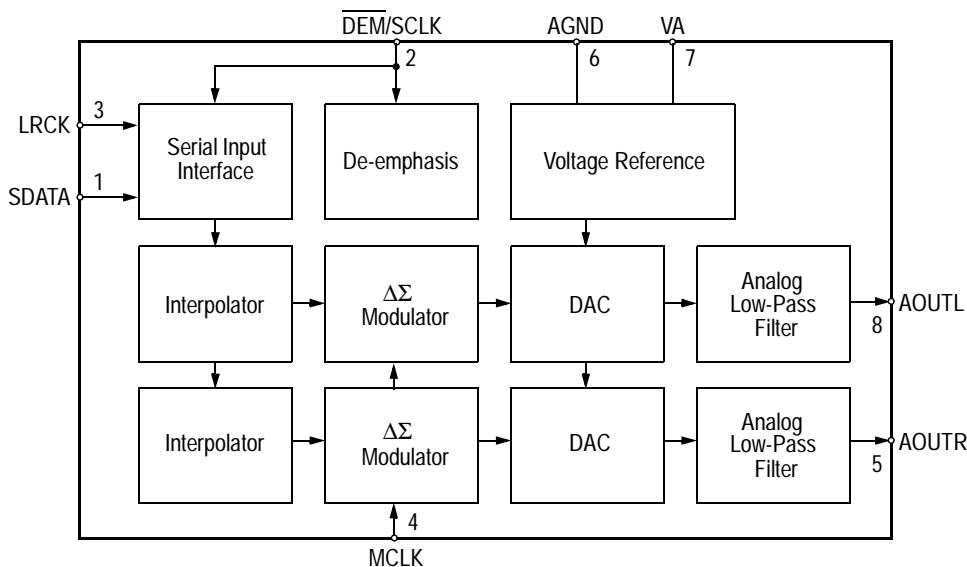 D̅E̅M̅/SCLK
AGND
VA
2
6
7
LRCK
3
SDATA
1
Serial Input
Interface
De-emphasis
Voltage Reference
Interpolator
ΔΣ
Modulator
DAC
Analog
Low-Pass
Filter
AOUTL
8
Interpolator
ΔΣ
Modulator
DAC
Analog
Low-Pass
Filter
AOUTR
5
4
MCLK